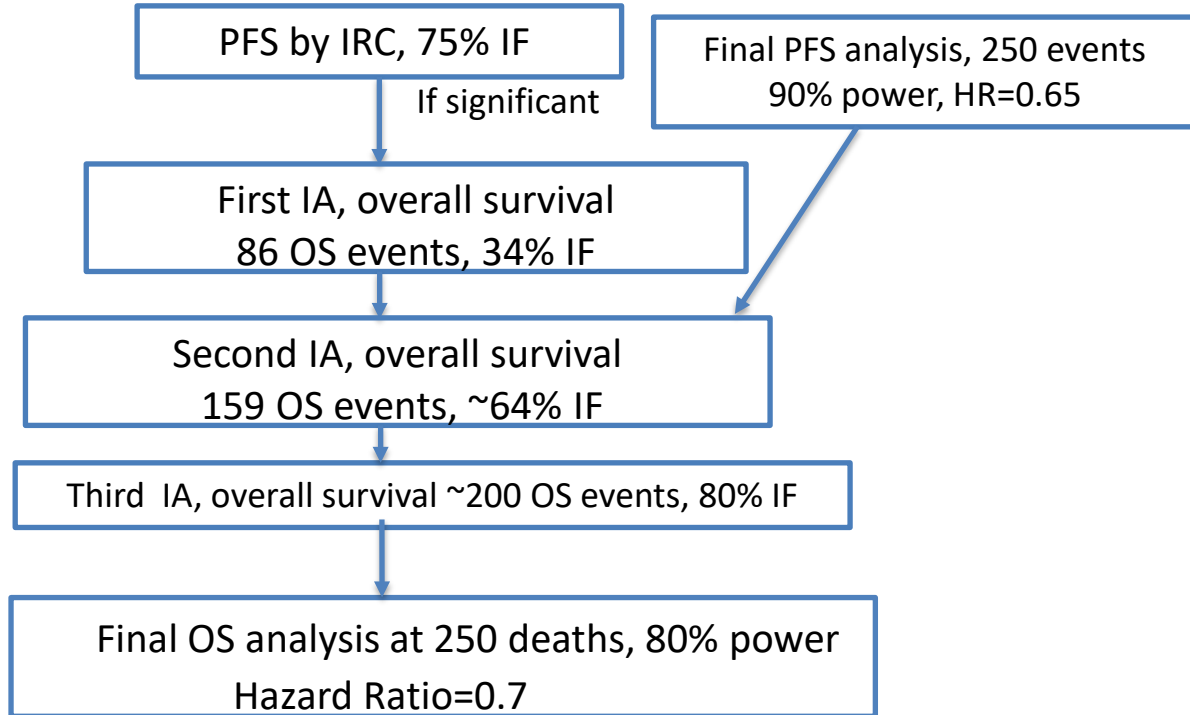 PFS by IRC, 75% IF
If significant
Final PFS analysis, 250 events
90% power, HR=0.65
First IA, overall survival
86 OS events, 34% IF
Second IA, overall survival
159 OS events, ~64% IF
Third IA, overall survival ~200 OS events, 80% IF
Final OS analysis at 250 deaths, 80% power
Hazard Ratio=0.7